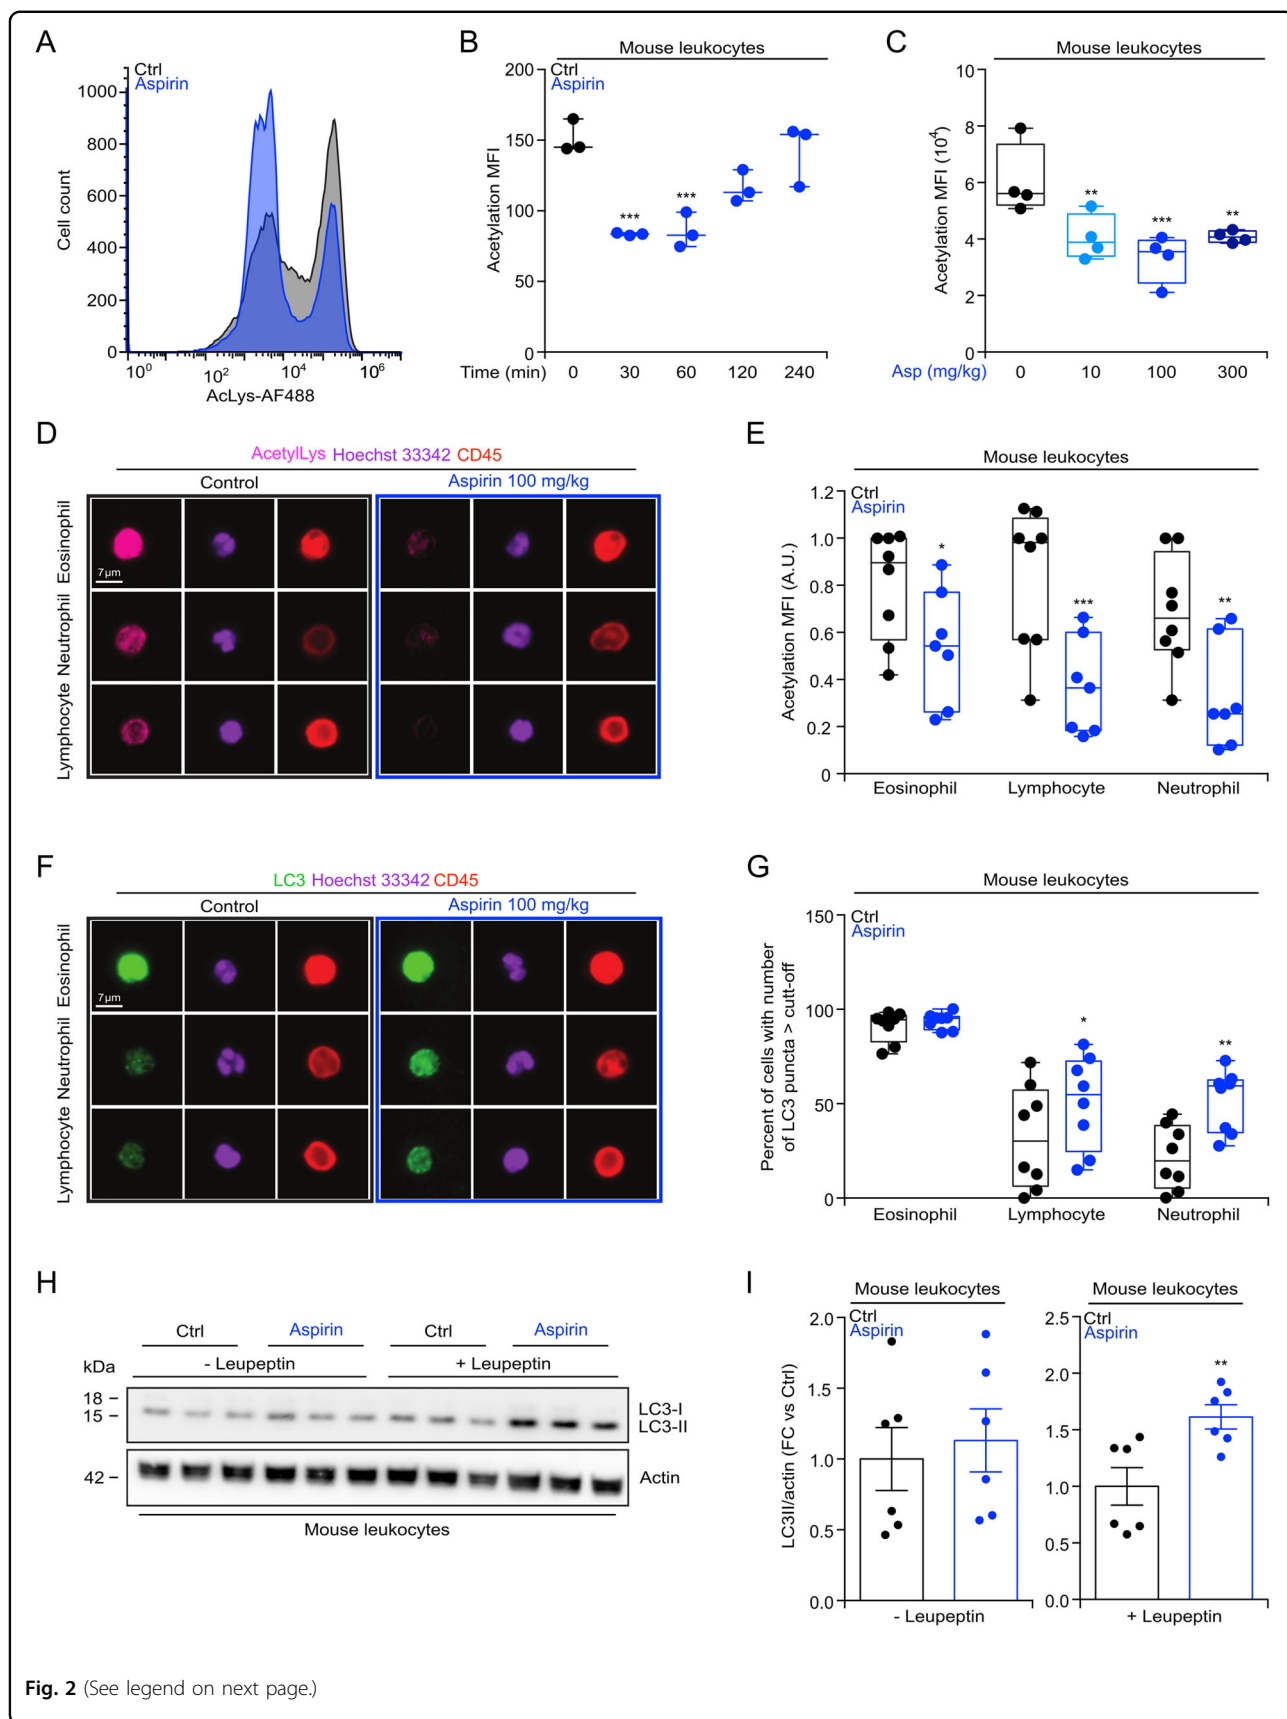 A
Ctrl
Aspirin
Cell count
1000
800
600
400
200
0
10^0
10^2
10^4
10^6
AcLys-AF488
B
Mouse leukocytes
Ctrl
Aspirin
Acetylation MFI
200
150
100
50
0
***
***
Time (min)
0
30
60
120
240
C
Mouse leukocytes
Acetylation MFI (10^4)
10
8
6
4
2
0
**
***
**
Asp (mg/kg)
0
10
100
300
D
AcetylLys Hoechst 33342 CD45
Control
Aspirin 100 mg/kg
Eosinophil
Neutrophil
Lymphocyte
7µm
E
Mouse leukocytes
Ctrl
Aspirin
Acetylation MFI (A.U.)
1.2
1.0
0.8
0.6
0.4
0.2
0
*
***
**
Eosinophil
Lymphocyte
Neutrophil
F
LC3 Hoechst 33342 CD45
Control
Aspirin 100 mg/kg
Eosinophil
Neutrophil
Lymphocyte
7µm
G
Mouse leukocytes
Ctrl
Aspirin
Percent of cells with number
of LC3 puncta > cutt-off
150
100
50
0
*
**
Eosinophil
Lymphocyte
Neutrophil
H
Ctrl
Aspirin
Ctrl
Aspirin
- Leupeptin
+ Leupeptin
kDa
18
15
42
LC3-I
LC3-II
Actin
Mouse leukocytes
I
Mouse leukocytes
Ctrl
Aspirin
LC3II/actin (FC vs Ctrl)
2.0
1.5
1.0
0.5
0.0
- Leupeptin
Mouse leukocytes
Ctrl
Aspirin
2.5
2.0
1.5
1.0
0.5
0.0
**
+ Leupeptin
Fig. 2 (See legend on next page.)